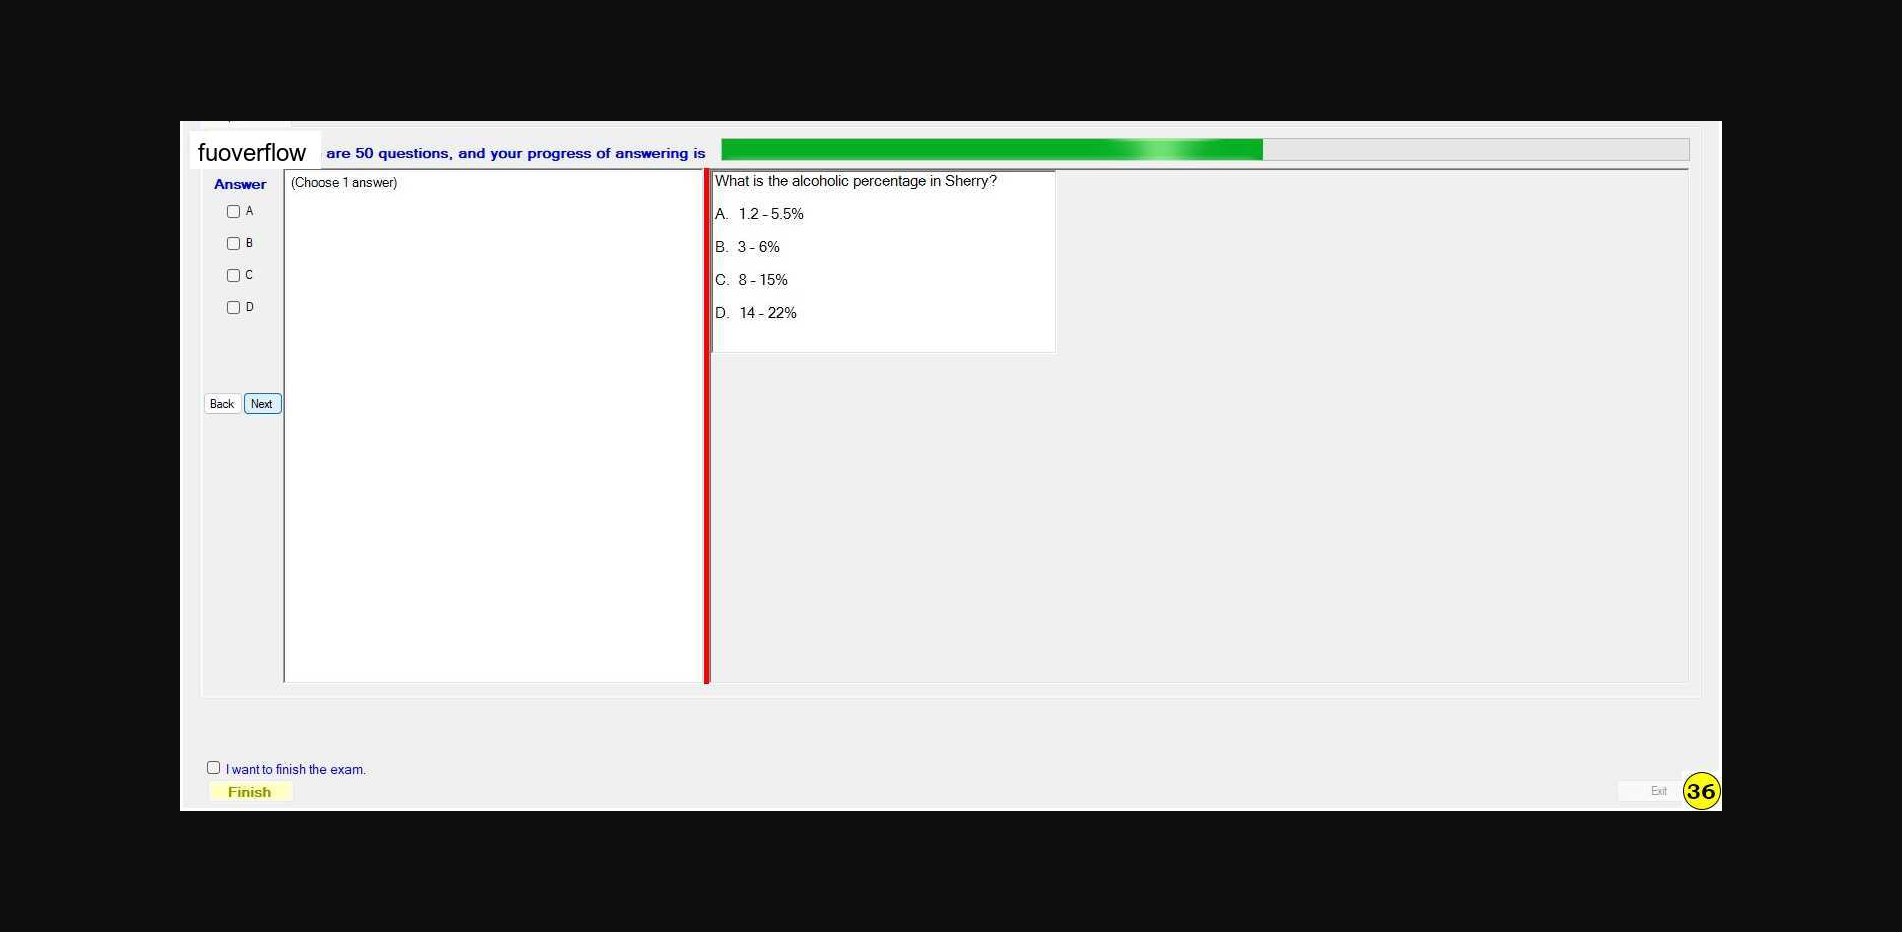 fuoverflow are 50 questions, and your progress of answering is
Answer
A
B
C
D
Back Next
(Choose 1 answer)
What is the alcoholic percentage in Sherry?
A. 1.2 - 5.5%
B. 3 - 6%
C. 8 - 15%
D. 14 - 22%
I want to finish the exam.
Finish
Exit
36